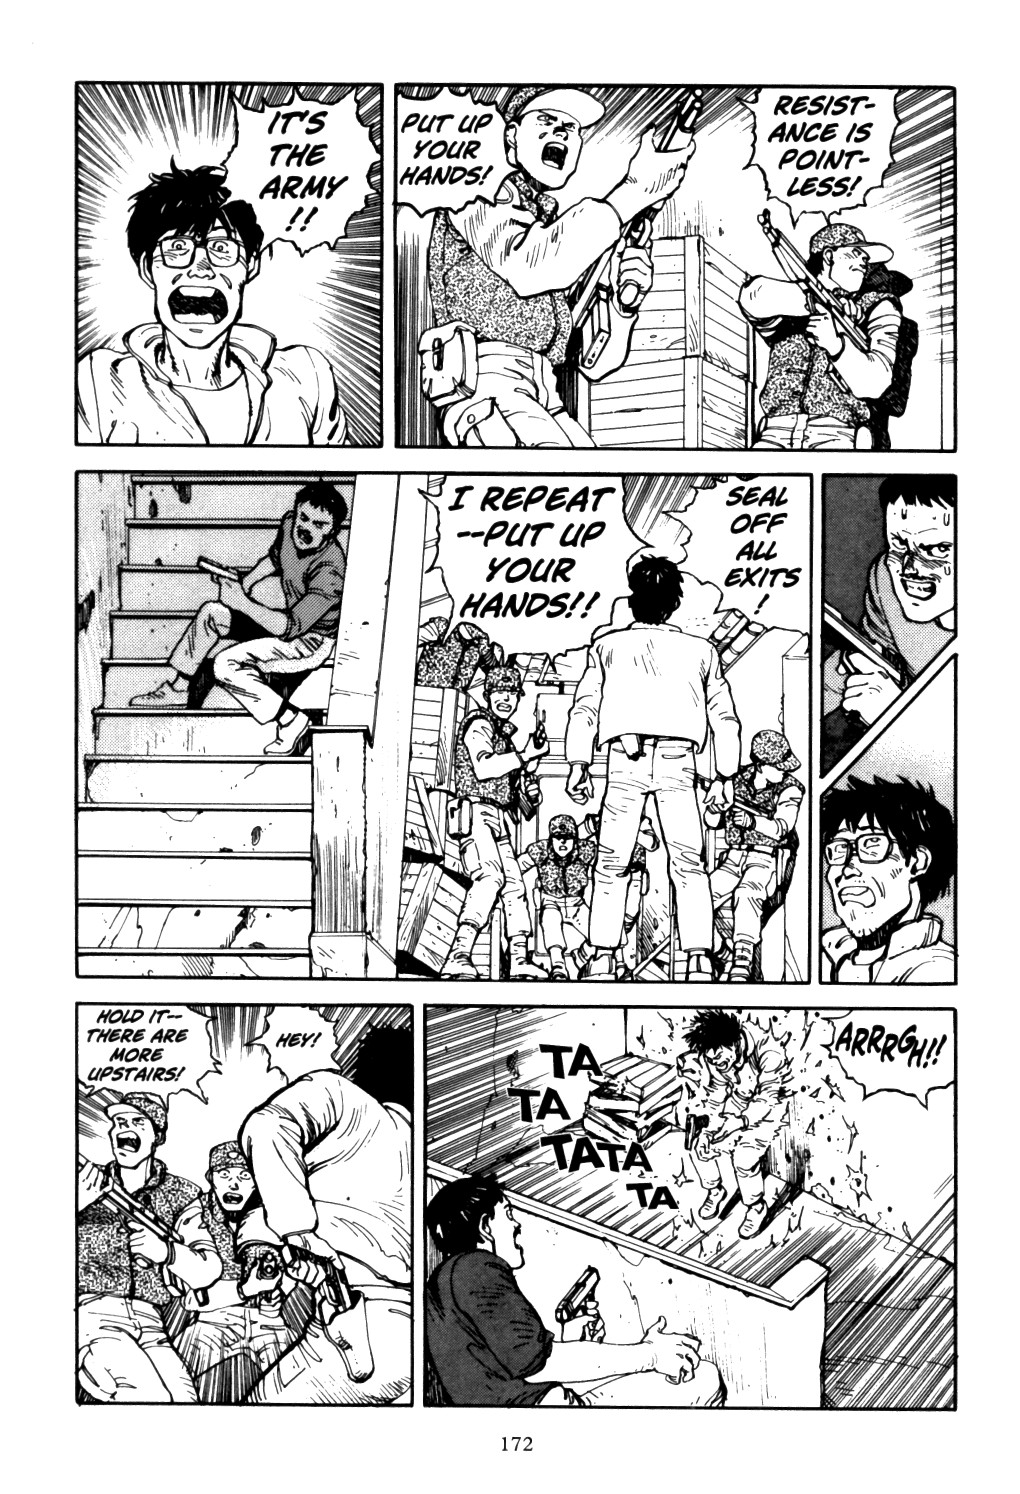 IT'S
THE
ARMY
!!
PUT UP
YOUR
HANDS!
RESIST-
ANCE IS
POINT-
LESS!
I REPEAT
--PUT UP
YOUR
HANDS!!
SEAL
OFF
ALL
EXITS
!
HOLD IT--
THERE ARE
MORE
UPSTAIRS!
HEY!
ARRRGH!!
TA
TA
TATATA
TA
172